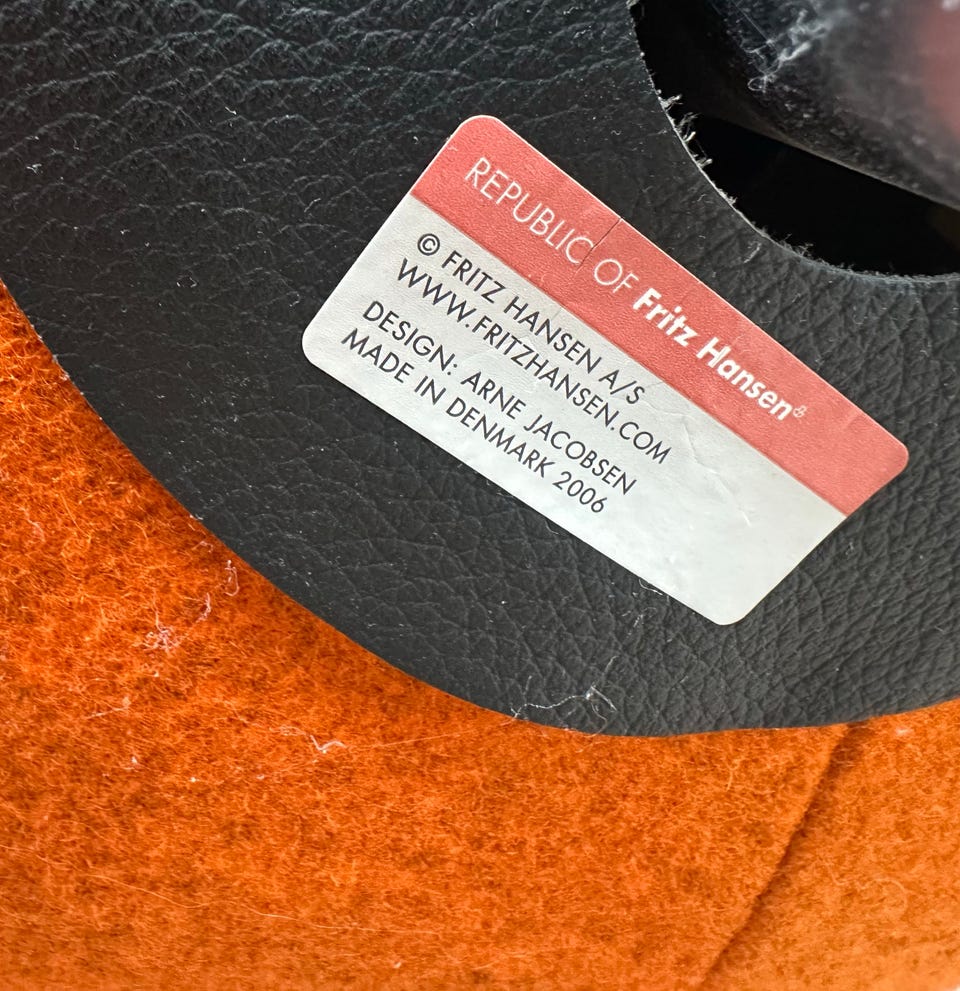 REPUBLIC OF Fritz Hansen®
© FRITZ HANSEN A/S
WWW.FRITZHANSEN.COM
DESIGN: ARNE JACOBSEN
MADE IN DENMARK 2006